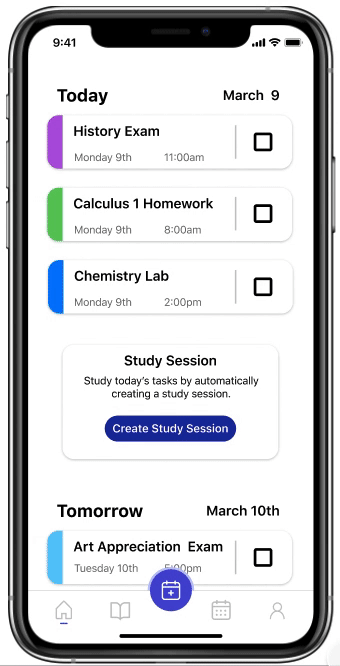 9:41
Today March 9
History Exam
Monday 9th 11:00am
Calculus 1 Homework
Monday 9th 8:00am
Chemistry Lab
Monday 9th 2:00pm
Study Session
Study today's tasks by automatically
creating a study session.
Create Study Session
Tomorrow March 10th
Art Appreciation Exam
Tuesday 10th 5:00pm